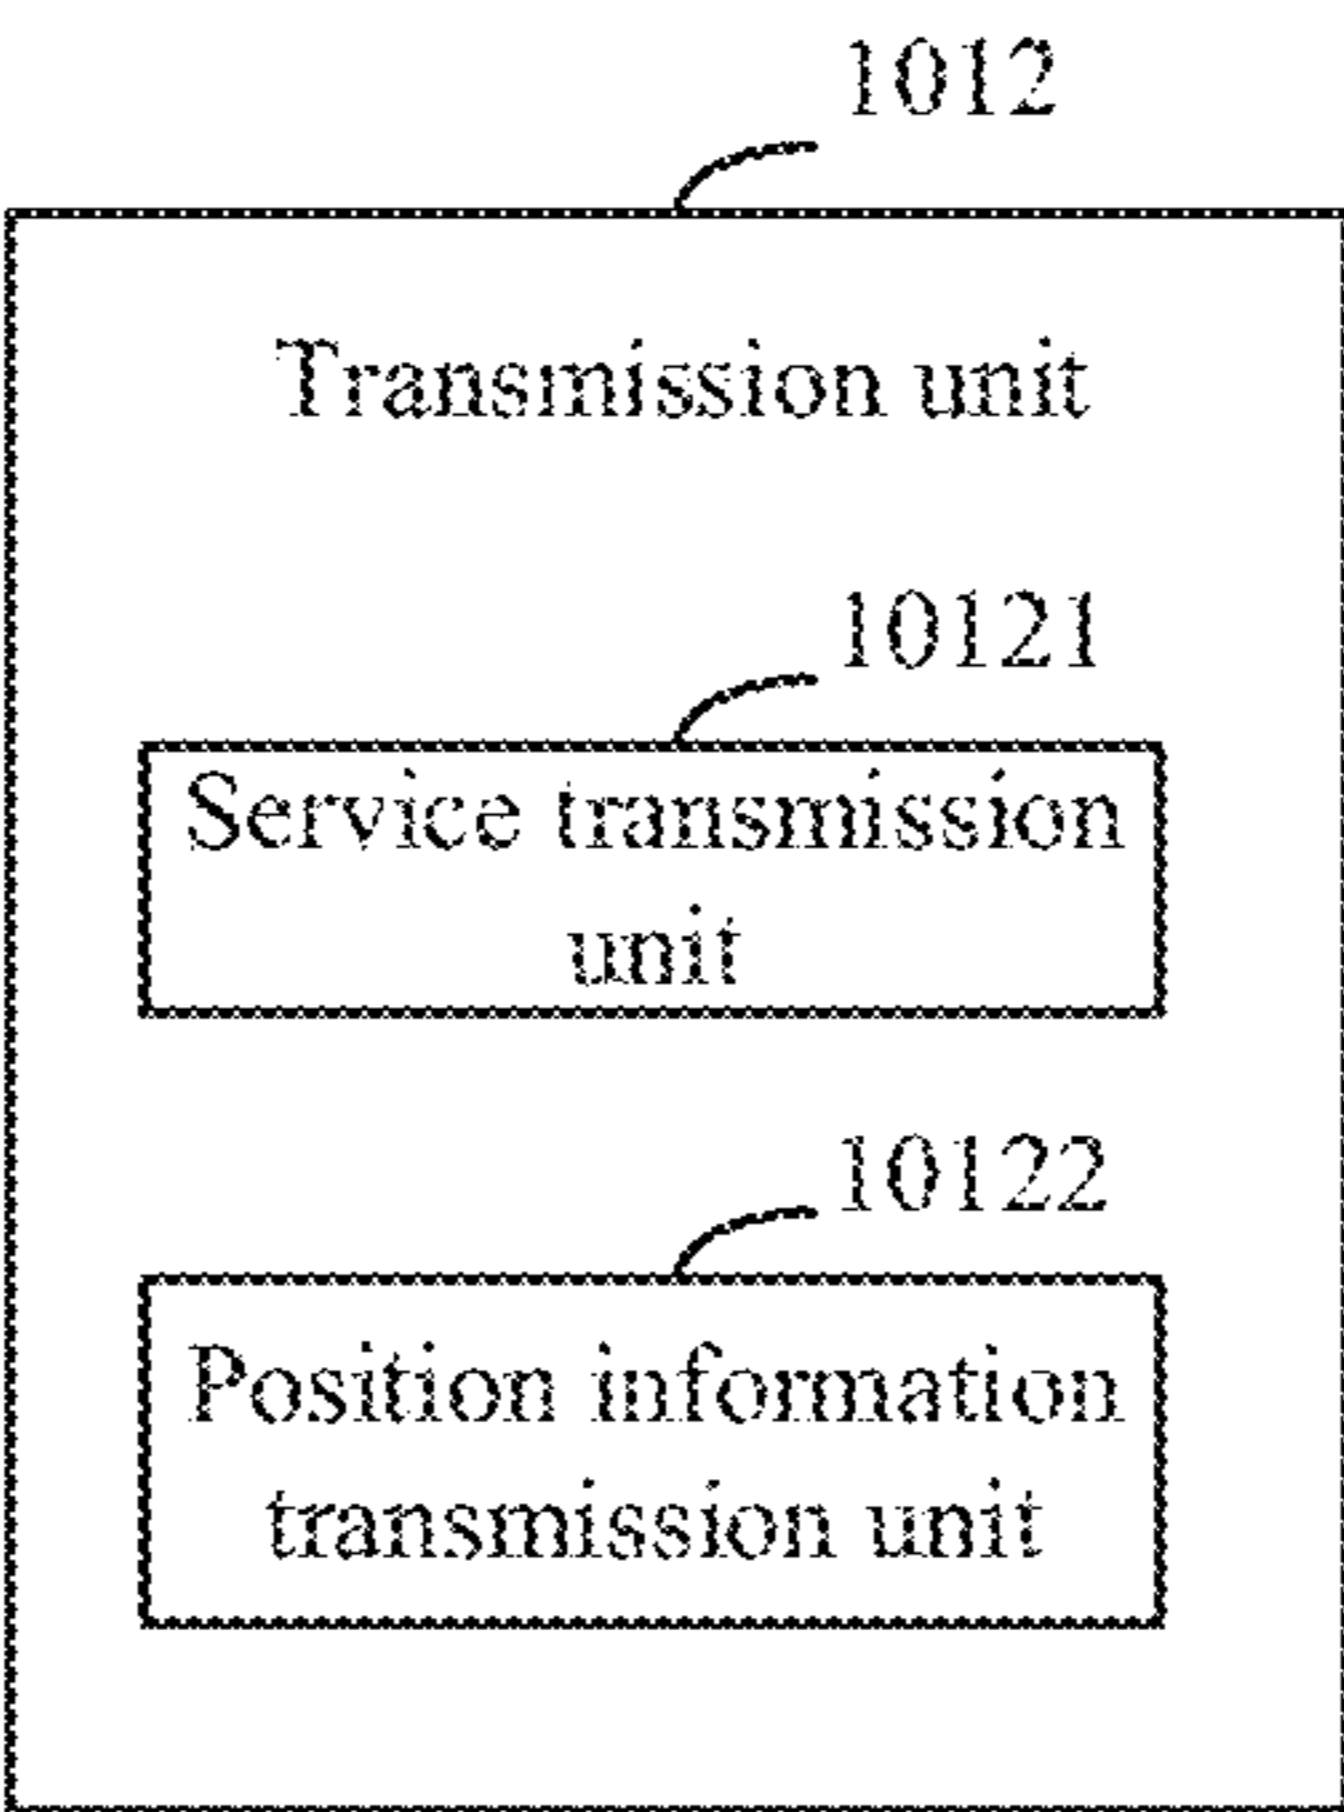 1012
Transmission unit
10121
Service transmission
unit
10122
Position information
transmission unit